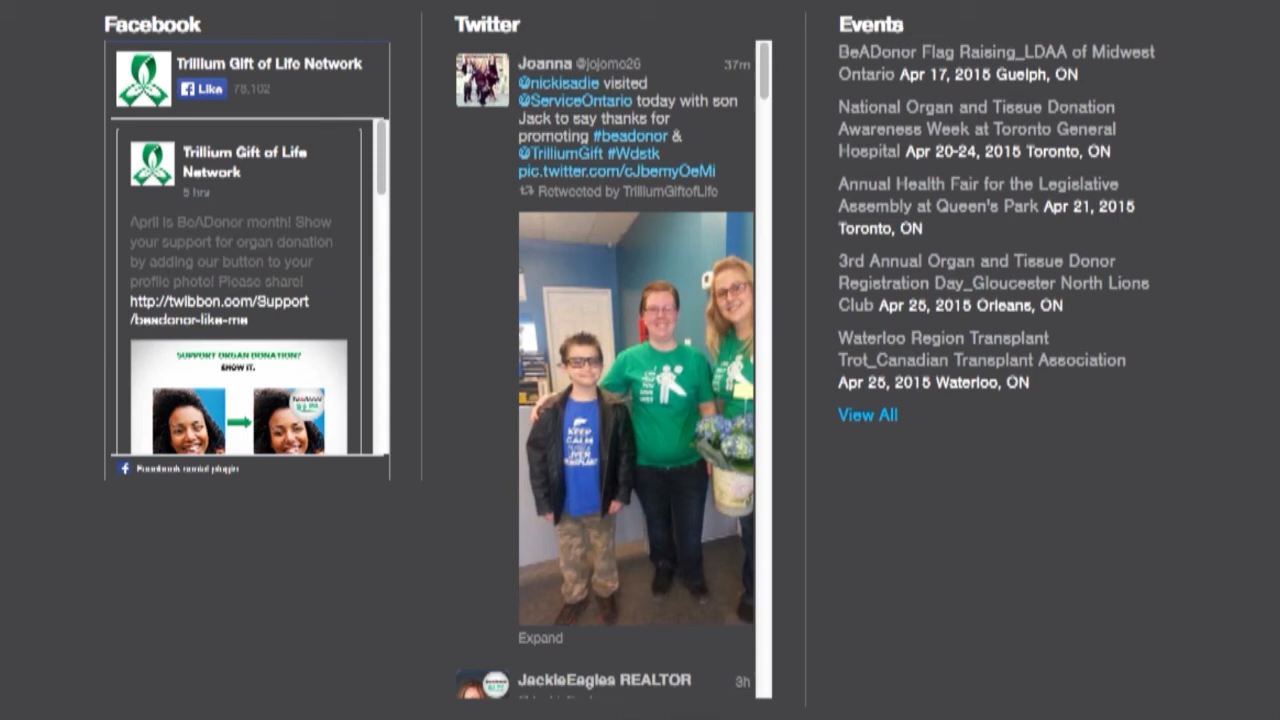 Facebook
Trillium Gift of Life Network
Like 78,102
Trillium Gift of Life
Network
5 hrs
April is BeADonor month! Show
your support for organ donation
by adding our button to your
profile photo! Please share!
http://twibbon.com/Support
/beadonor-like-me
SUPPORT ORGAN DONATION?
SHOW IT.
Facebook social plugin
Twitter
Joanna @jojomo26 37m
@nickisadie visited
@ServiceOntario today with son
Jack to say thanks for
promoting #beadonor &
@TrilliumGift #Wdstk
pic.twitter.com/cJbemyOeMi
Retweeted by TrilliumGiftofLife
KEEP
CALM
LIVER
TRANSPLANT
Expand
JackieEagles REALTOR 3h
Events
BeADonor Flag Raising_LDAA of Midwest
Ontario Apr 17, 2015 Guelph, ON
National Organ and Tissue Donation
Awareness Week at Toronto General
Hospital Apr 20-24, 2015 Toronto, ON
Annual Health Fair for the Legislative
Assembly at Queen's Park Apr 21, 2015
Toronto, ON
3rd Annual Organ and Tissue Donor
Registration Day_Gloucester North Lions
Club Apr 25, 2015 Orleans, ON
Waterloo Region Transplant
Trot_Canadian Transplant Association
Apr 25, 2015 Waterloo, ON
View All